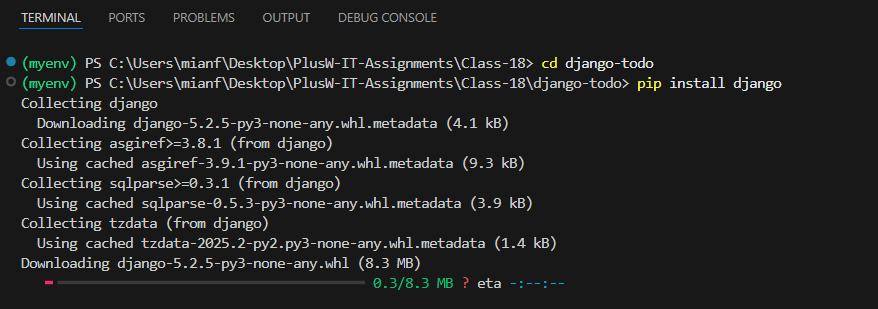 TERMINAL PORTS PROBLEMS OUTPUT DEBUG CONSOLE
(myenv) PS C:\Users\mianf\Desktop\PlusW-IT-Assignments\Class-18> cd django-todo
(myenv) PS C:\Users\mianf\Desktop\PlusW-IT-Assignments\Class-18\django-todo> pip install django
Collecting django
  Downloading django-5.2.5-py3-none-any.whl.metadata (4.1 kB)
Collecting asgiref>=3.8.1 (from django)
  Using cached asgiref-3.9.1-py3-none-any.whl.metadata (9.3 kB)
Collecting sqlparse>=0.3.1 (from django)
  Using cached sqlparse-0.5.3-py3-none-any.whl.metadata (3.9 kB)
Collecting tzdata (from django)
  Using cached tzdata-2025.2-py2.py3-none-any.whl.metadata (1.4 kB)
Downloading django-5.2.5-py3-none-any.whl (8.3 MB)
0.3/8.3 MB ? eta -:--:--